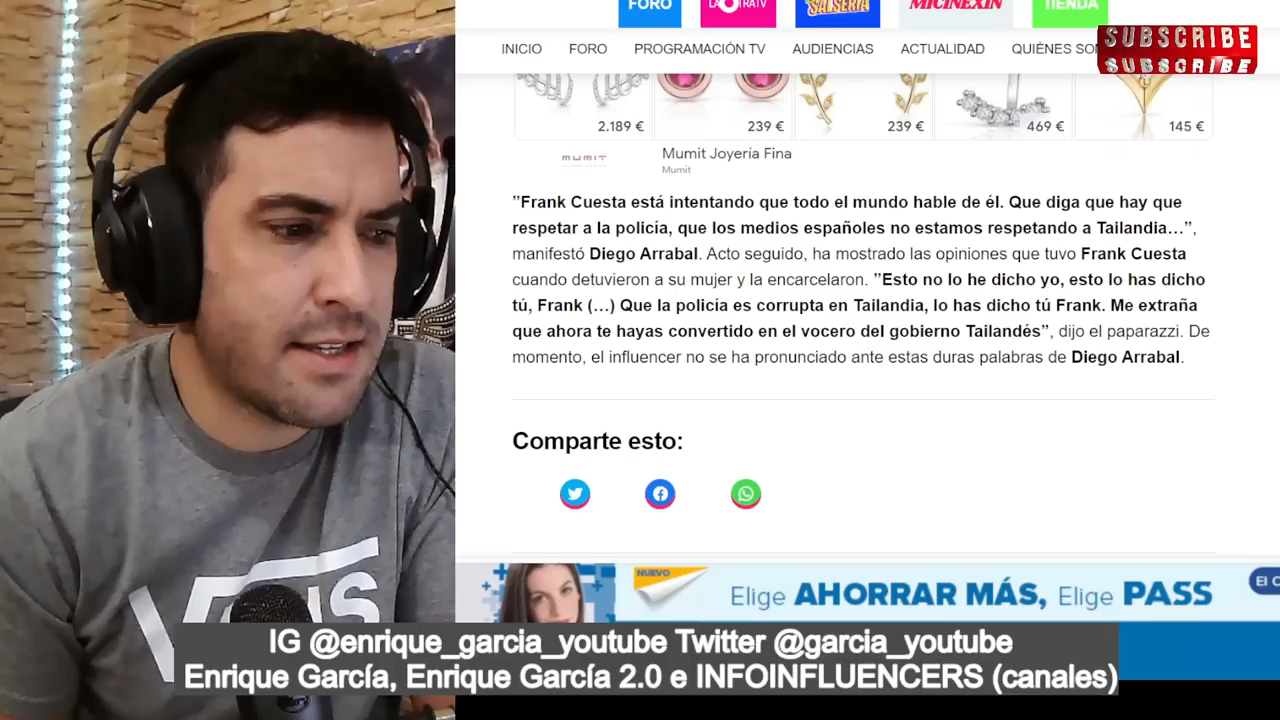 FORO
LA OTRATV
SALSERÍA
MICINEXIN
TIENDA
SUBSCRIBE
SUBSCRIBE
INICIO FORO PROGRAMACIÓN TV AUDIENCIAS ACTUALIDAD QUIÉNES SOM
2.189 € 239 € 239 € 469 € 145 €
MUMIT
Mumit Joyería Fina
Mumit
”Frank Cuesta está intentando que todo el mundo hable de él. Que diga que hay que
respetar a la policía, que los medios españoles no estamos respetando a Tailandia…”,
manifestó Diego Arrabal. Acto seguido, ha mostrado las opiniones que tuvo Frank Cuesta
cuando detuvieron a su mujer y la encarcelaron. ”Esto no lo he dicho yo, esto lo has dicho
tú, Frank (…) Que la policía es corrupta en Tailandia, lo has dicho tú Frank. Me extraña
que ahora te hayas convertido en el vocero del gobierno Tailandés”, dijo el paparazzi. De
momento, el influencer no se ha pronunciado ante estas duras palabras de Diego Arrabal.
Comparte esto:
NUEVO
Elige AHORRAR MÁS, Elige PASS
El C
IG @enrique_garcia_youtube Twitter @garcia_youtube
Enrique García, Enrique García 2.0 e INFOINFLUENCERS (canales)